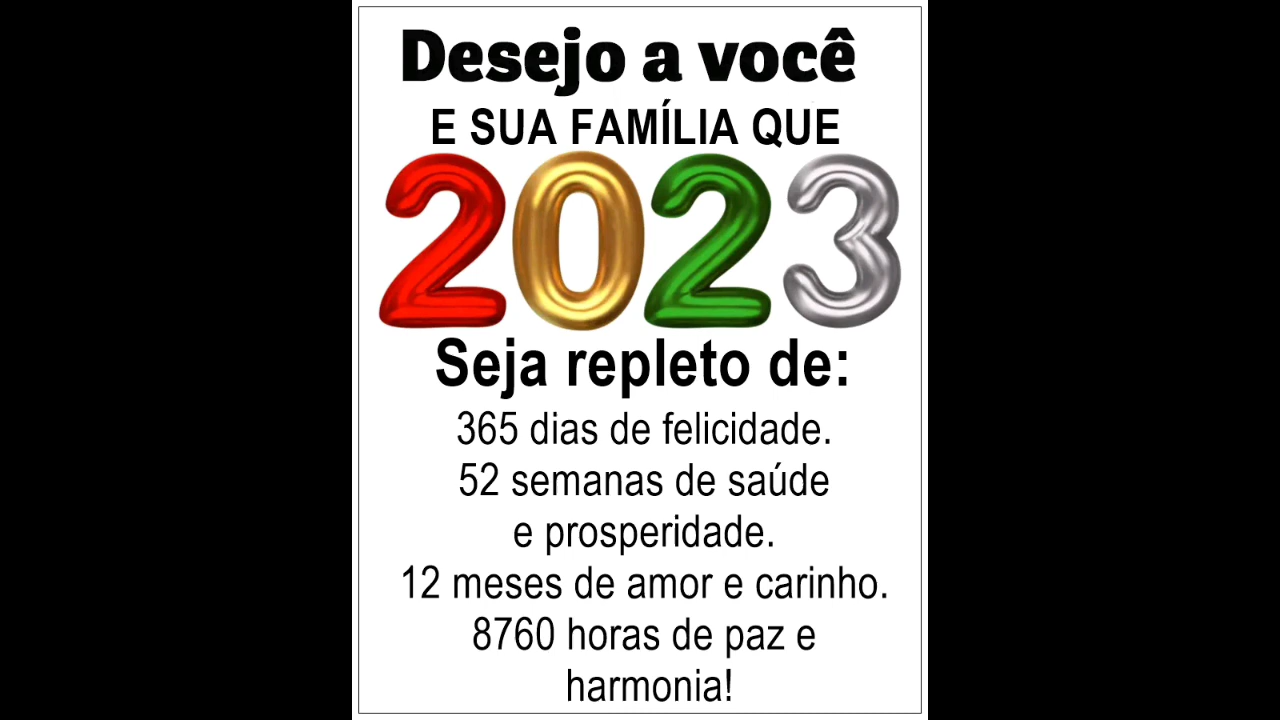 Desejo a você
E SUA FAMÍLIA QUE
2023
Seja repleto de:
365 dias de felicidade.
52 semanas de saúde
e prosperidade.
12 meses de amor e carinho.
8760 horas de paz e
harmonia!